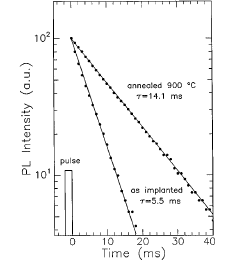 10²
PL Intensity (a.u.)
annealed 900 °C
τ=14.1 ms
pulse
10¹
as implanted
τ=5.5 ms
0 10 20 30 40
Time (ms)